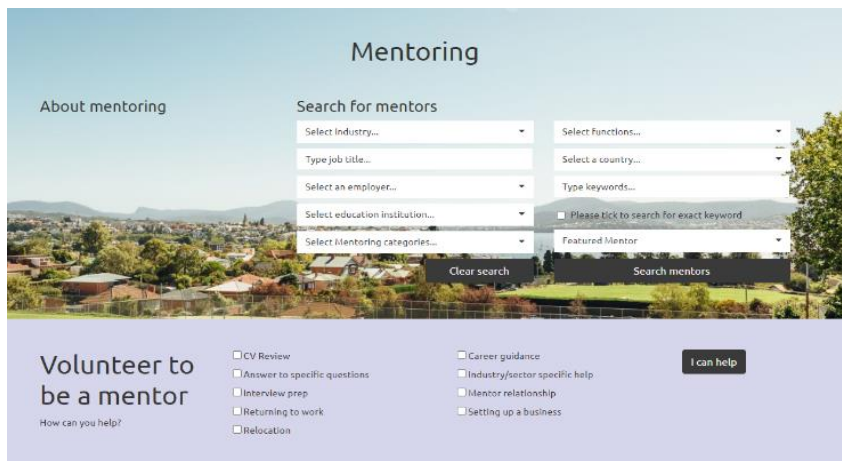 Mentoring
About mentoring
Search for mentors
Select Industry...
Select Functions...
Type job title...
Select a country...
Select an employer...
Type keywords...
Select education institution...
Please tick to search for exact keyword
Select Mentoring categories...
Featured Mentor
Clear search
Search mentors
Volunteer to
be a mentor
How can you help?
CV Review
Answer to specific questions
Interview prep
Returning to work
Relocation
Career guidance
Industry/sector specific help
Mentor relationship
Setting up a business
I can help